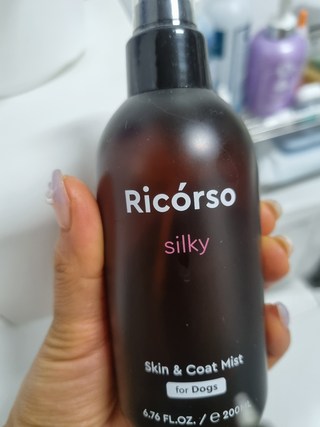 Ricórso
silky
Skin & Coat Mist
for Dogs
6.76 FL.OZ. / ℮ 200